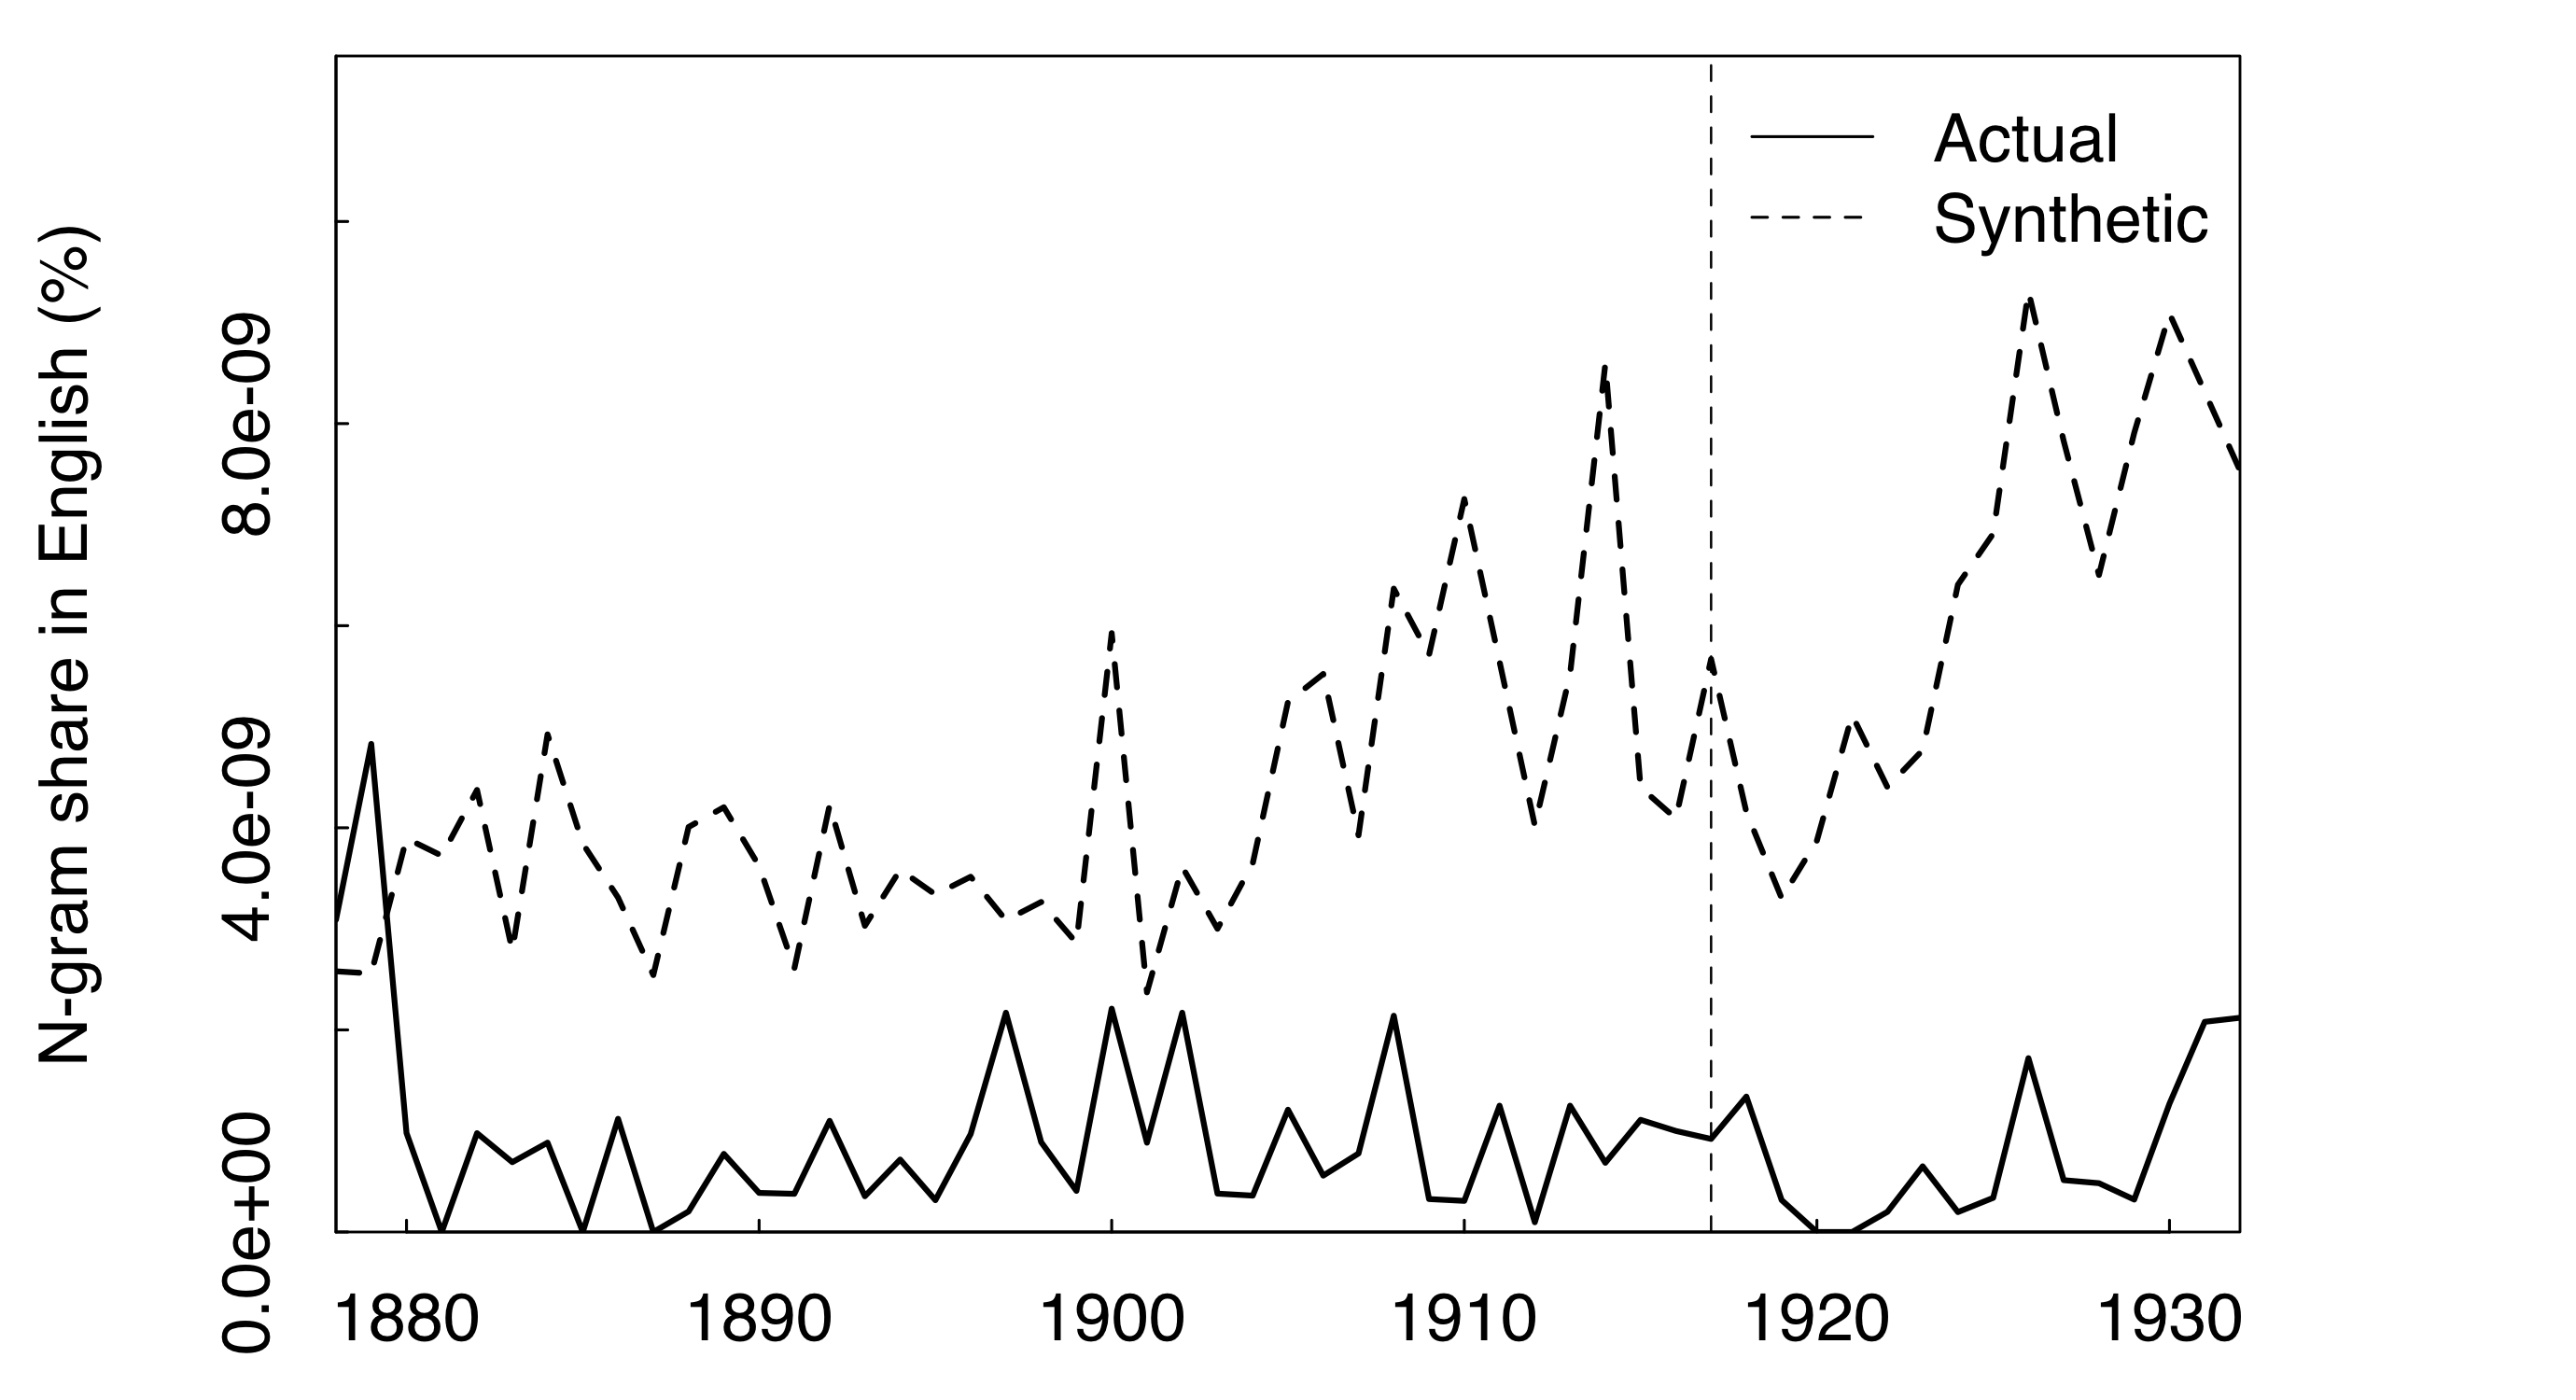 N-gram share in English (%)
8.0e-09
4.0e-09
0.0e+00
Actual
Synthetic
1880 1890 1900 1910 1920 1930